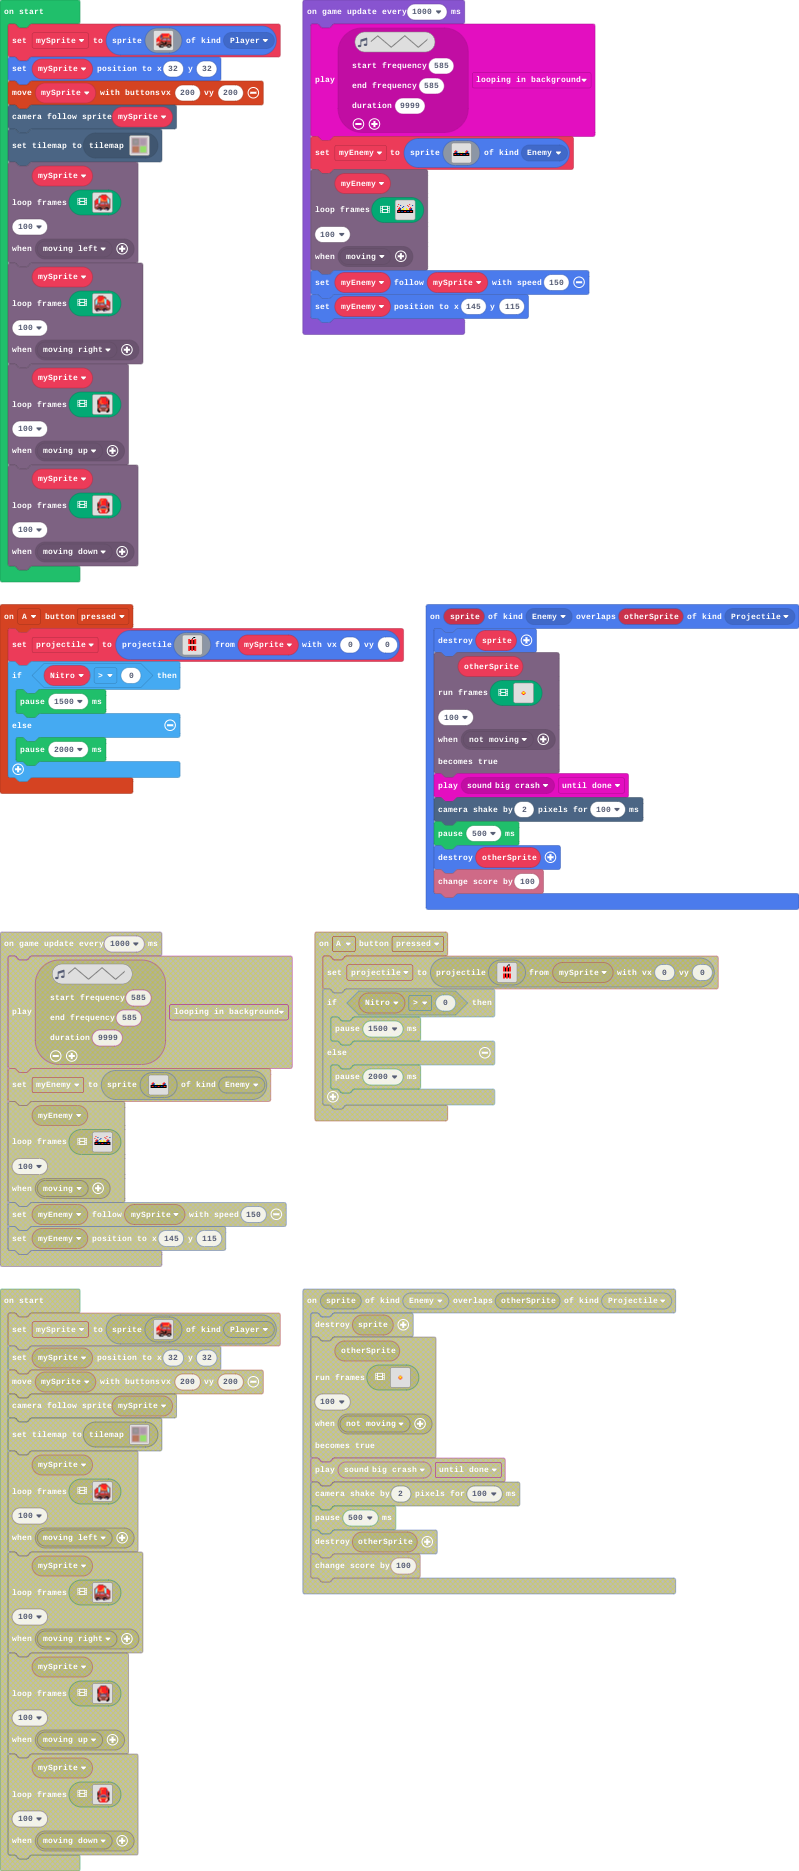 on start
set mySprite to sprite of kind Player
set mySprite position to x 32 y 32
move mySprite with buttons vx 200 vy 200
camera follow sprite mySprite
set tilemap to tilemap
mySprite
loop frames
100
when moving left
mySprite
loop frames
100
when moving right
mySprite
loop frames
100
when moving up
mySprite
loop frames
100
when moving down
on game update every 1000 ms
start frequency 585
end frequency 585
play looping in background
duration 9999
set myEnemy to sprite of kind Enemy
myEnemy
loop frames
100
when moving
set myEnemy follow mySprite with speed 150
set myEnemy position to x 145 y 115
on A button pressed
set projectile to projectile from mySprite with vx 0 vy 0
if Nitro > 0 then
pause 1500 ms
else
pause 2000 ms
on sprite of kind Enemy overlaps otherSprite of kind Projectile
destroy sprite
otherSprite
run frames
100
when not moving
becomes true
play sound big crash until done
camera shake by 2 pixels for 100 ms
pause 500 ms
destroy otherSprite
change score by 100
on game update every 1000 ms
start frequency 585
play looping in background
end frequency 585
duration 9999
set myEnemy to sprite of kind Enemy
myEnemy
loop frames
100
when moving
set myEnemy follow mySprite with speed 150
set myEnemy position to x 145 y 115
on A button pressed
set projectile to projectile from mySprite with vx 0 vy 0
if Nitro > 0 then
pause 1500 ms
else
pause 2000 ms
on start
set mySprite to sprite of kind Player
set mySprite position to x 32 y 32
move mySprite with buttons vx 200 vy 200
camera follow sprite mySprite
set tilemap to tilemap
mySprite
loop frames
100
when moving left
mySprite
loop frames
100
when moving right
mySprite
loop frames
100
when moving up
mySprite
loop frames
100
when moving down
on sprite of kind Enemy overlaps otherSprite of kind Projectile
destroy sprite
otherSprite
run frames
100
when not moving
becomes true
play sound big crash until done
camera shake by 2 pixels for 100 ms
pause 500 ms
destroy otherSprite
change score by 100